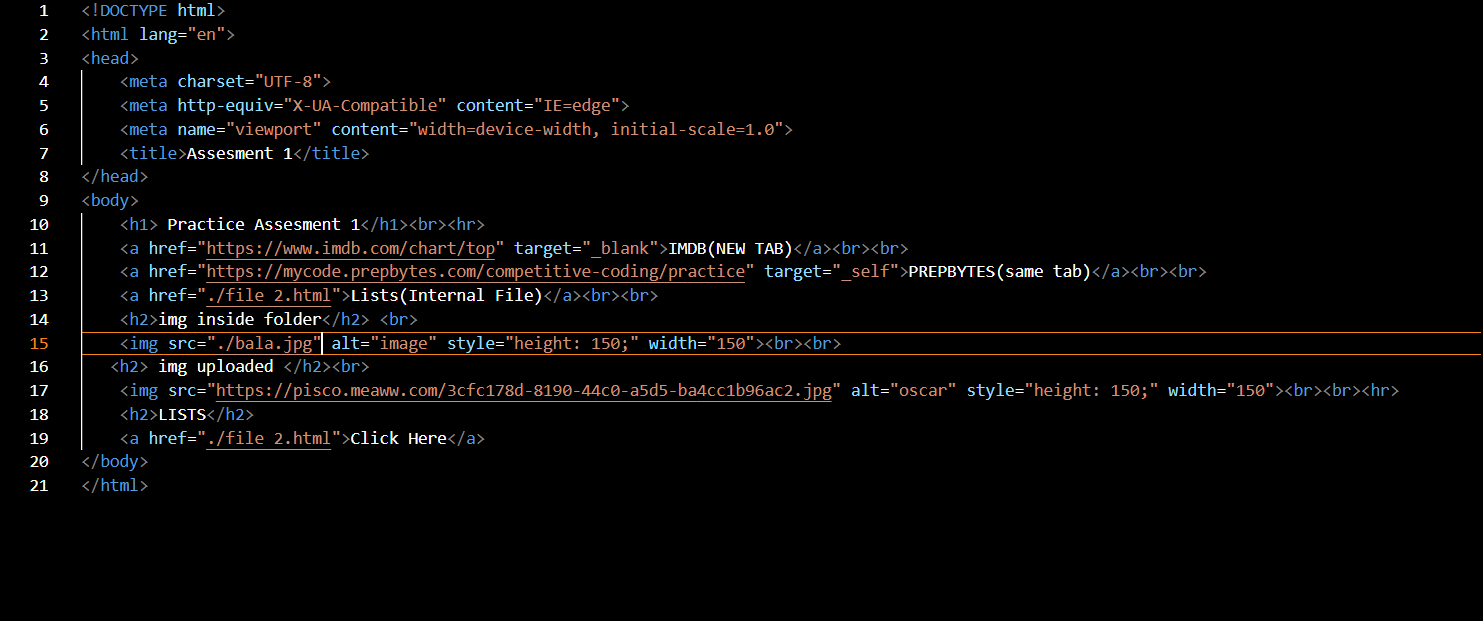 1 <!DOCTYPE html>
2 <html lang="en">
3 <head>
4     <meta charset="UTF-8">
5     <meta http-equiv="X-UA-Compatible" content="IE=edge">
6     <meta name="viewport" content="width=device-width, initial-scale=1.0">
7     <title>Assesment 1</title>
8 </head>
9 <body>
10     <h1> Practice Assesment 1</h1><br><hr>
11     <a href="https://www.imdb.com/chart/top" target="_blank">IMDB(NEW TAB)</a><br><br>
12     <a href="https://mycode.prepbytes.com/competitive-coding/practice" target="_self">PREPBYTES(same tab)</a><br><br>
13     <a href="./file 2.html">Lists(Internal File)</a><br><br>
14     <h2>img inside folder</h2> <br>
15     <img src="./bala.jpg" alt="image" style="height: 150;" width="150"><br><br>
16    <h2> img uploaded </h2><br>
17     <img src="https://pisco.meaww.com/3cfc178d-8190-44c0-a5d5-ba4cc1b96ac2.jpg" alt="oscar" style="height: 150;" width="150"><br><br><hr>
18     <h2>LISTS</h2>
19     <a href="./file 2.html">Click Here</a>
20 </body>
21 </html>